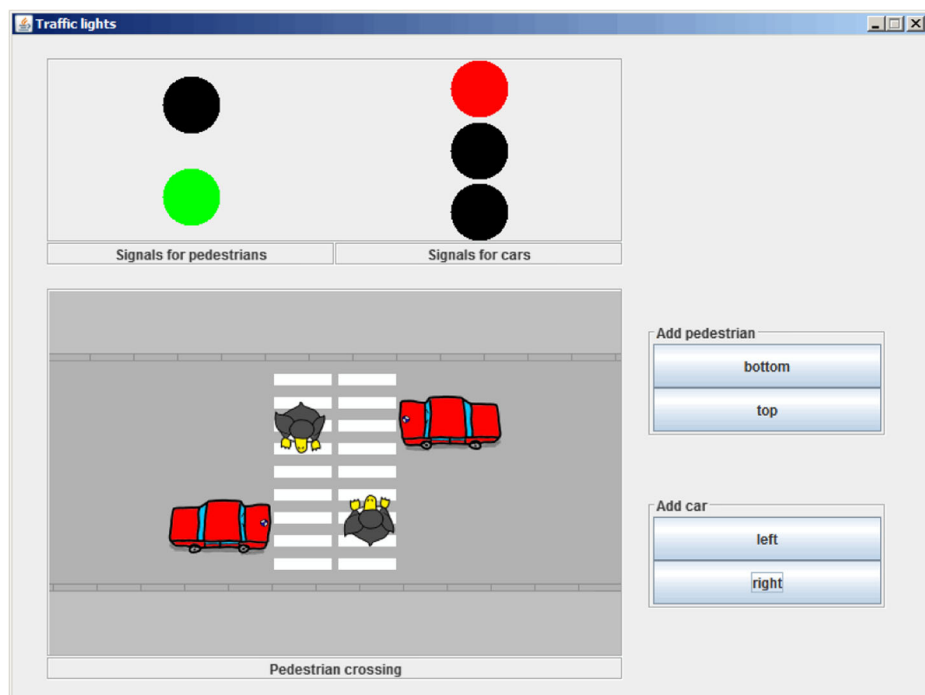 Traffic lights
Signals for pedestrians
Signals for cars
Add pedestrian
bottom
top
Add car
left
right
Pedestrian crossing